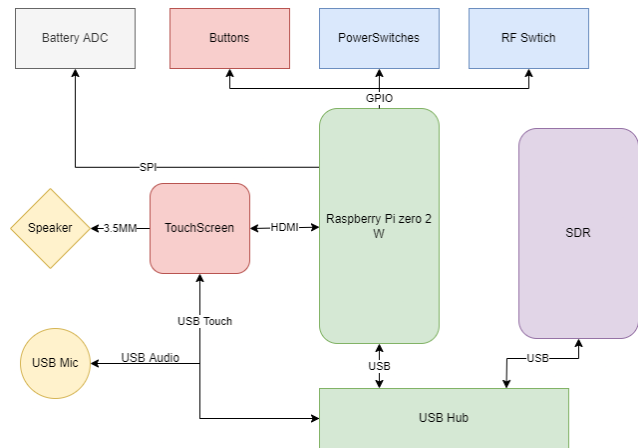 Battery ADC
Buttons
PowerSwitches
RF Swtich
GPIO
SPI
Raspberry Pi zero 2
W
SDR
Speaker
3.5MM
TouchScreen
HDMI
USB Touch
USB Mic
USB Audio
USB
USB
USB Hub